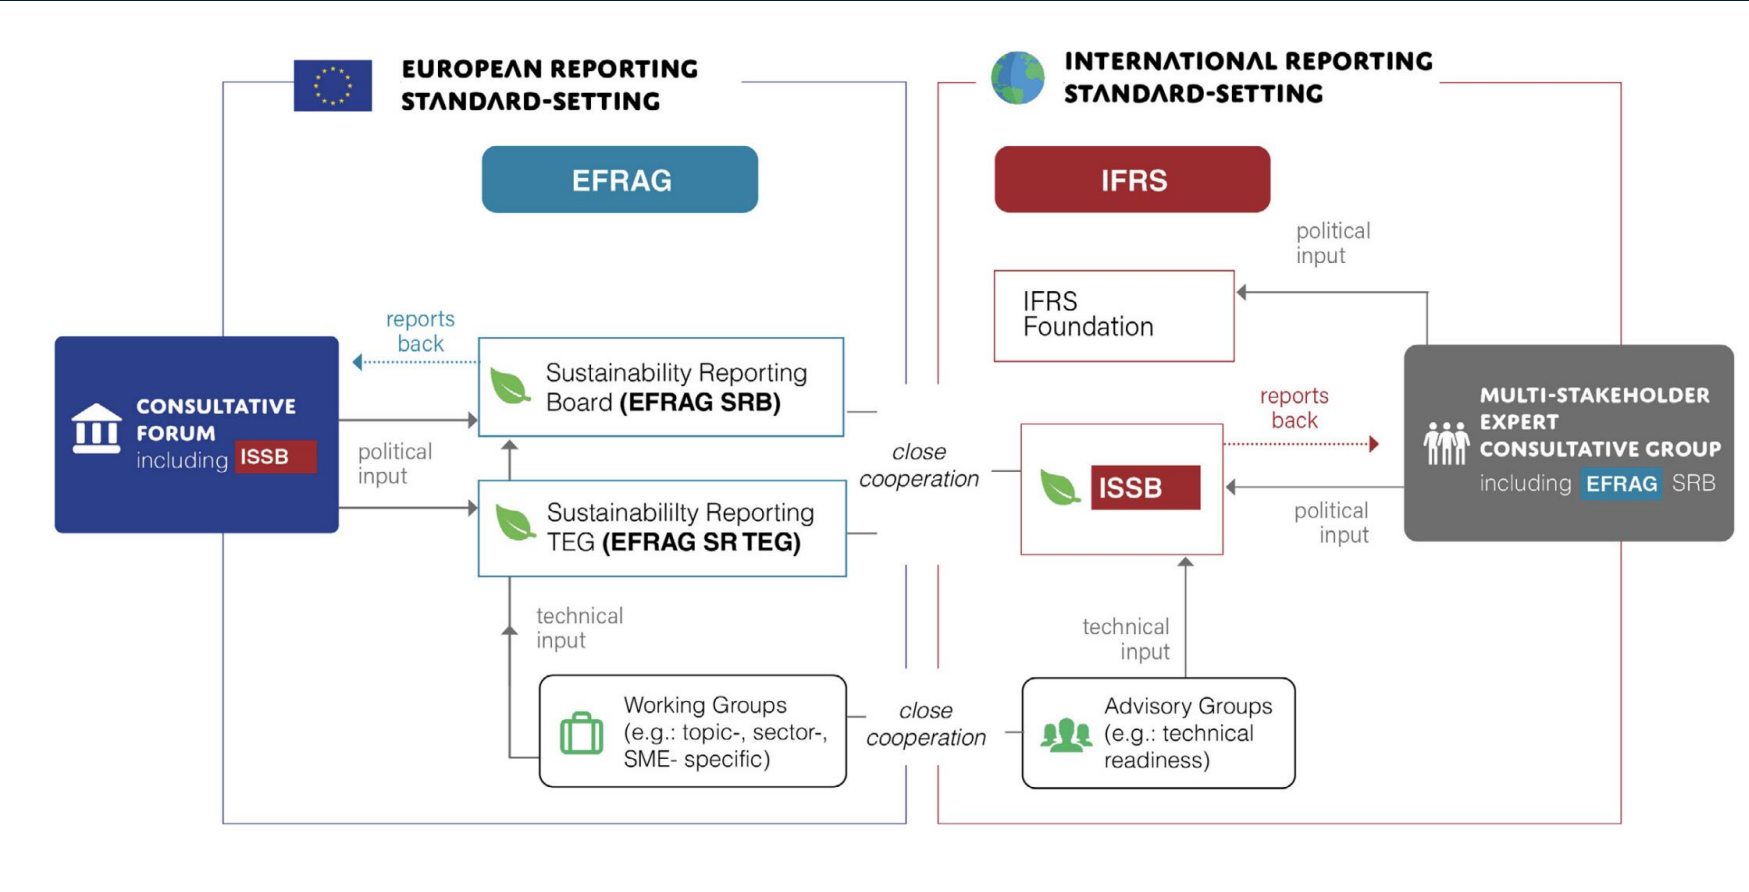 EUROPEAN REPORTING
STANDARD-SETTING
EFRAG
reports
back
CONSULTATIVE
FORUM
including ISSB
political
input
Sustainability Reporting
Board (EFRAG SRB)
Sustainabililty Reporting
TEG (EFRAG SR TEG)
technical
input
Working Groups
(e.g.: topic-, sector-,
SME- specific)
close
cooperation
close
cooperation
INTERNATIONAL REPORTING
STANDARD-SETTING
IFRS
political
input
IFRS
Foundation
reports
back
ISSB
political
input
MULTI-STAKEHOLDER
EXPERT
CONSULTATIVE GROUP
including EFRAG SRB
technical
input
Advisory Groups
(e.g.: technical
readiness)